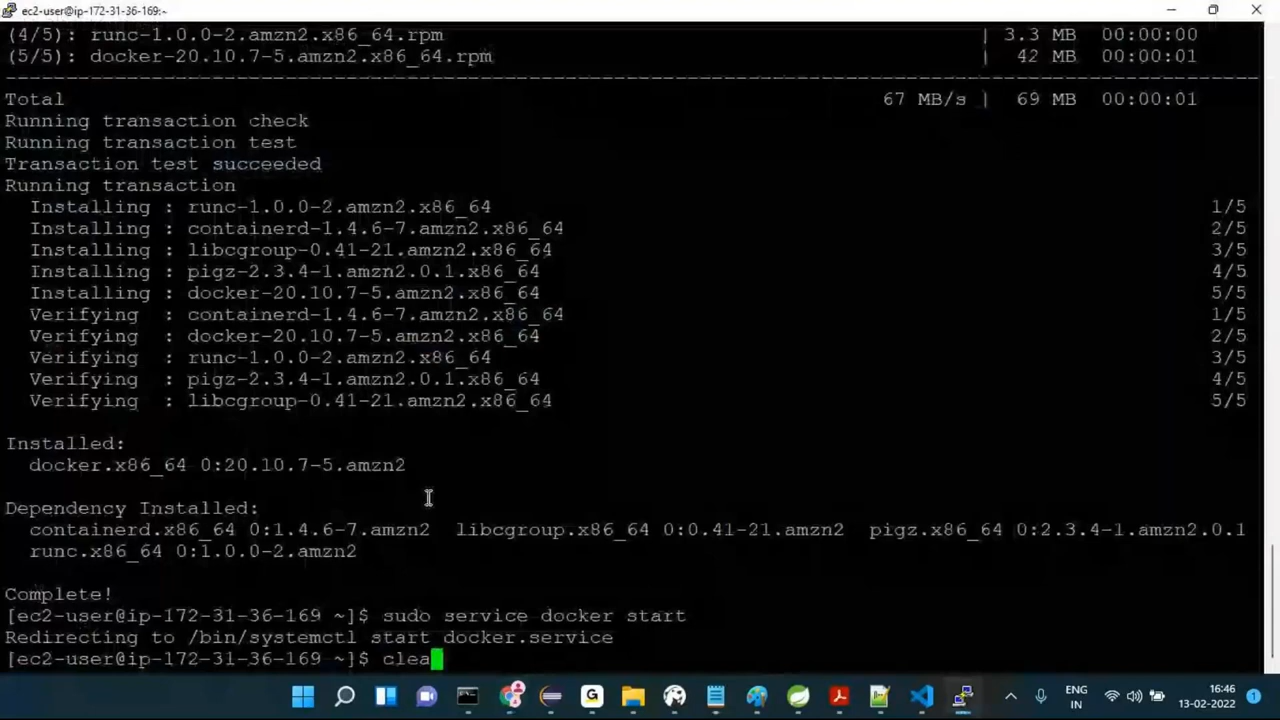 ec2-user@ip-172-31-36-169:~
(4/5): runc-1.0.0-2.amzn2.x86_64.rpm | 3.3 MB 00:00:00
(5/5): docker-20.10.7-5.amzn2.x86_64.rpm | 42 MB 00:00:01
--------------------------------------------------------------------------------
Total 67 MB/s | 69 MB 00:00:01
Running transaction check
Running transaction test
Transaction test succeeded
Running transaction
Installing : runc-1.0.0-2.amzn2.x86_64 1/5
Installing : containerd-1.4.6-7.amzn2.x86_64 2/5
Installing : libcgroup-0.41-21.amzn2.x86_64 3/5
Installing : pigz-2.3.4-1.amzn2.0.1.x86_64 4/5
Installing : docker-20.10.7-5.amzn2.x86_64 5/5
Verifying : containerd-1.4.6-7.amzn2.x86_64 1/5
Verifying : docker-20.10.7-5.amzn2.x86_64 2/5
Verifying : runc-1.0.0-2.amzn2.x86_64 3/5
Verifying : pigz-2.3.4-1.amzn2.0.1.x86_64 4/5
Verifying : libcgroup-0.41-21.amzn2.x86_64 5/5
Installed:
docker.x86_64 0:20.10.7-5.amzn2
Dependency Installed:
containerd.x86_64 0:1.4.6-7.amzn2 libcgroup.x86_64 0:0.41-21.amzn2 pigz.x86_64 0:2.3.4-1.amzn2.0.1
runc.x86_64 0:1.0.0-2.amzn2
Complete!
[ec2-user@ip-172-31-36-169 ~]$ sudo service docker start
Redirecting to /bin/systemctl start docker.service
[ec2-user@ip-172-31-36-169 ~]$ clea
ENG 16:46
IN 13-02-2022